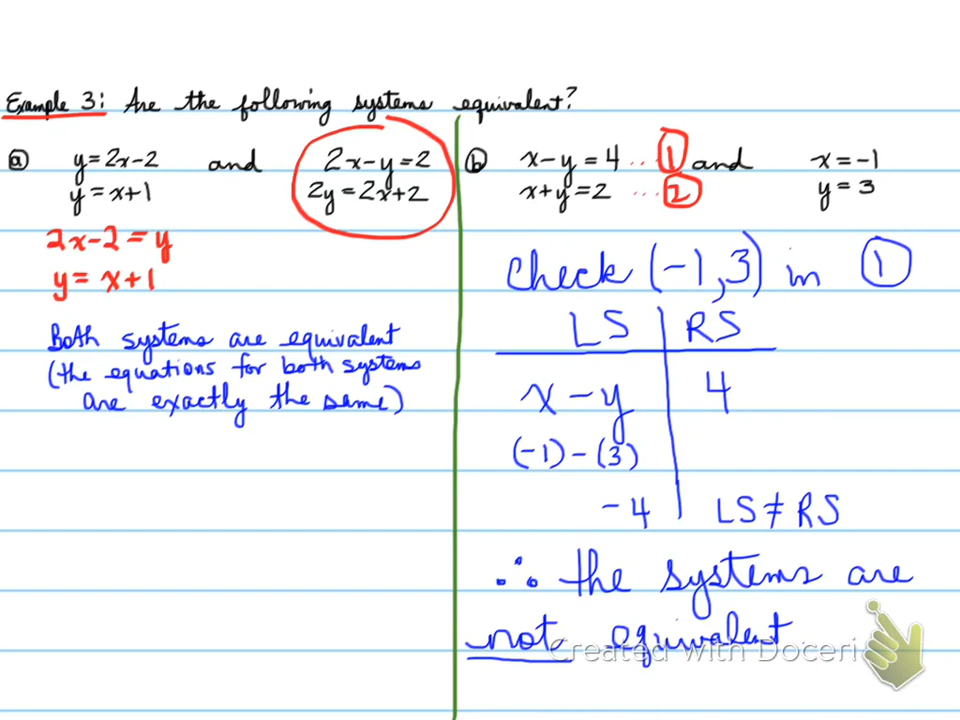 Example 3: Are the following systems equivalent?
a y=2x-2 and 2x-y=2
y=x+1 2y=2x+2
2x-2=y
y=x+1
Both systems are equivalent
(the equations for both systems
are exactly the same)
b x-y=4 ...1 and x=-1
x+y=2 ...2 y=3
Check (-1,3) in 1
LS RS
x-y 4
(-1)-(3)
-4 LS≠RS
∴ the systems are
not equivalent
Created with Doceri